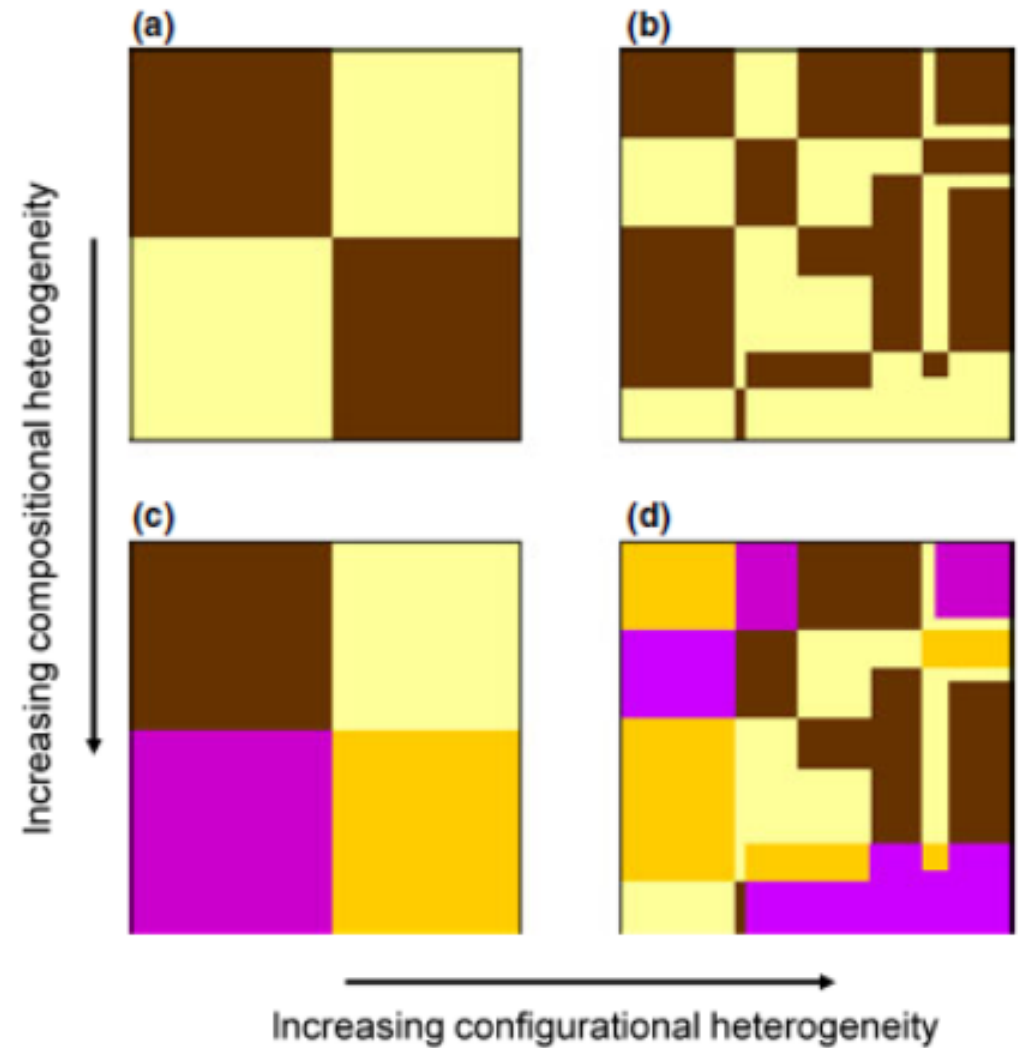 (a)
(b)
Increasing compositional heterogeneity
(c)
(d)
Increasing configurational heterogeneity